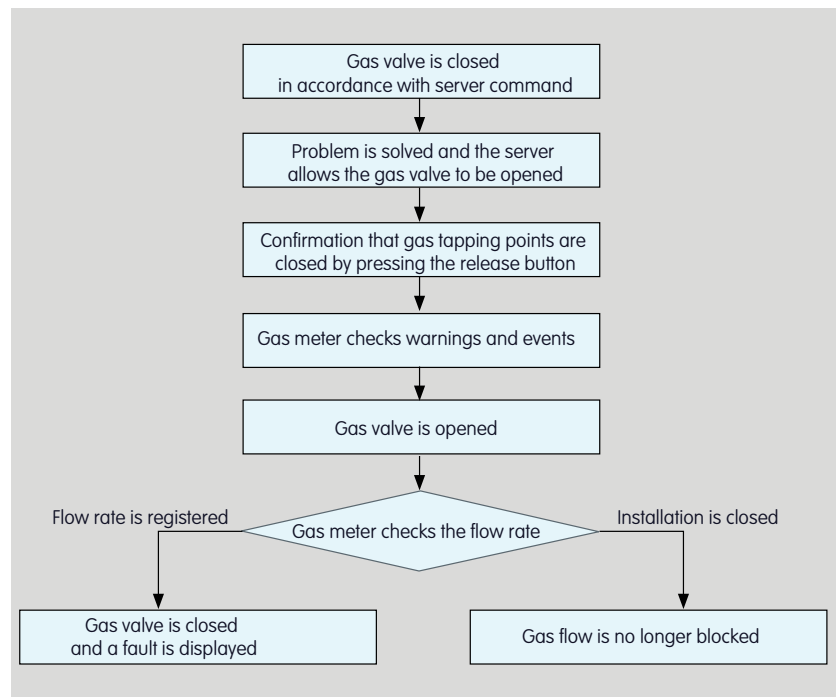 Gas valve is closed
in accordance with server command
Problem is solved and the server
allows the gas valve to be opened
Confirmation that gas tapping points are
closed by pressing the release button
Gas meter checks warnings and events
Gas valve is opened
Flow rate is registered
Gas meter checks the flow rate
Installation is closed
Gas valve is closed
and a fault is displayed
Gas flow is no longer blocked